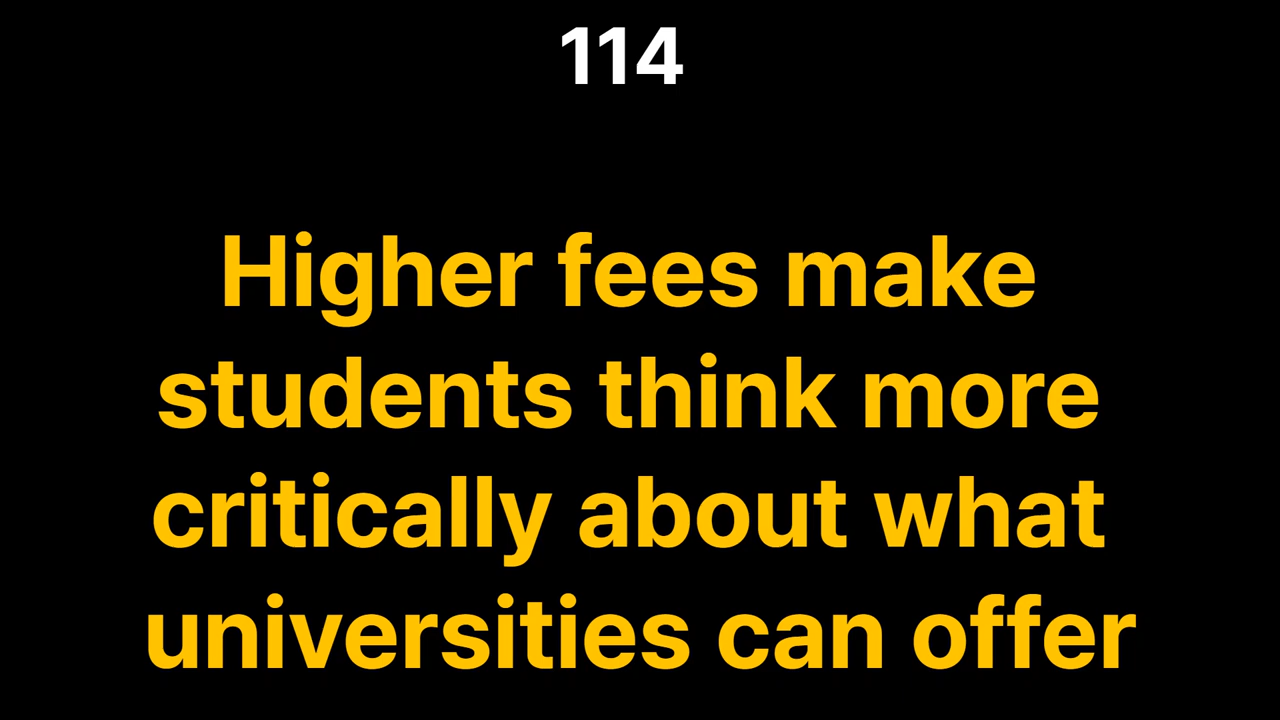 114
Higher fees make
students think more
critically about what
universities can offer